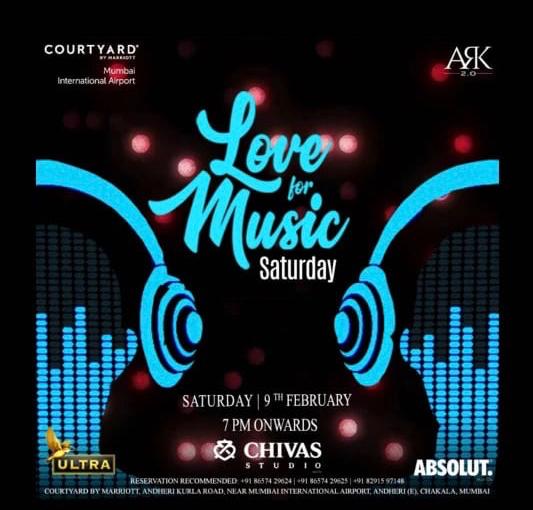 COURTYARD®
BY MARRIOTT
Mumbai
International Airport
ARK
2.0
Love
for
Music
Saturday
SATURDAY | 9 TH FEBRUARY
7 PM ONWARDS
CHIVAS
STUDIO
ULTRA
ABSOLUT.
RESERVATION RECOMMENDED: +91 86574 29624 | +91 86574 29625 | +91 82915 97148
COURTYARD BY MARRIOTT, ANDHERI KURLA ROAD, NEAR MUMBAI INTERNATIONAL AIRPORT, ANDHERI (E), CHAKALA, MUMBAI